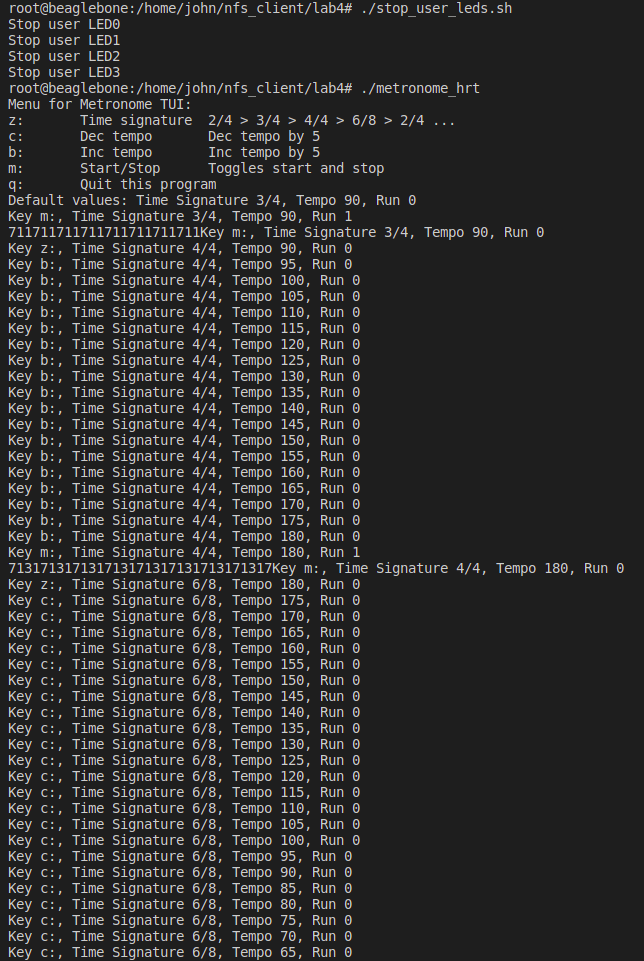 root@beaglebone:/home/john/nfs_client/lab4# ./stop_user_leds.sh
Stop user LED0
Stop user LED1
Stop user LED2
Stop user LED3
root@beaglebone:/home/john/nfs_client/lab4# ./metronome_hrt
Menu for Metronome TUI:
z:       Time signature  2/4 > 3/4 > 4/4 > 6/8 > 2/4 ...
c:       Dec tempo       Dec tempo by 5
b:       Inc tempo       Inc tempo by 5
m:       Start/Stop      Toggles start and stop
q:       Quit this program
Default values: Time Signature 3/4, Tempo 90, Run 0
Key m:, Time Signature 3/4, Tempo 90, Run 1
711711711711711711711711Key m:, Time Signature 3/4, Tempo 90, Run 0
Key z:, Time Signature 4/4, Tempo 90, Run 0
Key b:, Time Signature 4/4, Tempo 95, Run 0
Key b:, Time Signature 4/4, Tempo 100, Run 0
Key b:, Time Signature 4/4, Tempo 105, Run 0
Key b:, Time Signature 4/4, Tempo 110, Run 0
Key b:, Time Signature 4/4, Tempo 115, Run 0
Key b:, Time Signature 4/4, Tempo 120, Run 0
Key b:, Time Signature 4/4, Tempo 125, Run 0
Key b:, Time Signature 4/4, Tempo 130, Run 0
Key b:, Time Signature 4/4, Tempo 135, Run 0
Key b:, Time Signature 4/4, Tempo 140, Run 0
Key b:, Time Signature 4/4, Tempo 145, Run 0
Key b:, Time Signature 4/4, Tempo 150, Run 0
Key b:, Time Signature 4/4, Tempo 155, Run 0
Key b:, Time Signature 4/4, Tempo 160, Run 0
Key b:, Time Signature 4/4, Tempo 165, Run 0
Key b:, Time Signature 4/4, Tempo 170, Run 0
Key b:, Time Signature 4/4, Tempo 175, Run 0
Key b:, Time Signature 4/4, Tempo 180, Run 0
Key m:, Time Signature 4/4, Tempo 180, Run 1
713171317131713171317131713171317Key m:, Time Signature 4/4, Tempo 180, Run 0
Key z:, Time Signature 6/8, Tempo 180, Run 0
Key c:, Time Signature 6/8, Tempo 175, Run 0
Key c:, Time Signature 6/8, Tempo 170, Run 0
Key c:, Time Signature 6/8, Tempo 165, Run 0
Key c:, Time Signature 6/8, Tempo 160, Run 0
Key c:, Time Signature 6/8, Tempo 155, Run 0
Key c:, Time Signature 6/8, Tempo 150, Run 0
Key c:, Time Signature 6/8, Tempo 145, Run 0
Key c:, Time Signature 6/8, Tempo 140, Run 0
Key c:, Time Signature 6/8, Tempo 135, Run 0
Key c:, Time Signature 6/8, Tempo 130, Run 0
Key c:, Time Signature 6/8, Tempo 125, Run 0
Key c:, Time Signature 6/8, Tempo 120, Run 0
Key c:, Time Signature 6/8, Tempo 115, Run 0
Key c:, Time Signature 6/8, Tempo 110, Run 0
Key c:, Time Signature 6/8, Tempo 105, Run 0
Key c:, Time Signature 6/8, Tempo 100, Run 0
Key c:, Time Signature 6/8, Tempo 95, Run 0
Key c:, Time Signature 6/8, Tempo 90, Run 0
Key c:, Time Signature 6/8, Tempo 85, Run 0
Key c:, Time Signature 6/8, Tempo 80, Run 0
Key c:, Time Signature 6/8, Tempo 75, Run 0
Key c:, Time Signature 6/8, Tempo 70, Run 0
Key c:, Time Signature 6/8, Tempo 65, Run 0